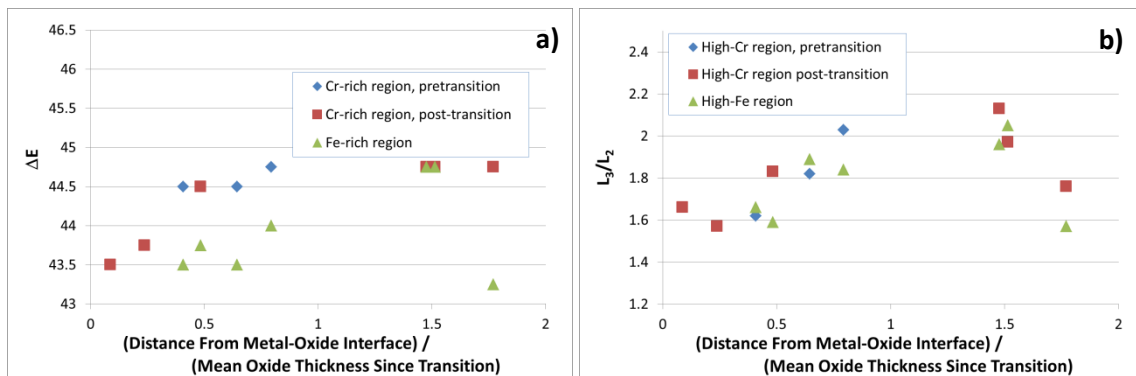 a)
46.5
46
45.5
45
44.5
44
43.5
43
ΔE
Cr-rich region, pretransition
Cr-rich region, post-transition
Fe-rich region
0
0.5
1
1.5
2
(Distance From Metal-Oxide Interface) /
(Mean Oxide Thickness Since Transition)
b)
2.4
2.2
2
1.8
1.6
1.4
1.2
L₃/L₂
High-Cr region, pretransition
High-Cr region post-transition
High-Fe region
0
0.5
1
1.5
2
(Distance From Metal-Oxide Interface) /
(Mean Oxide Thickness Since Transition)